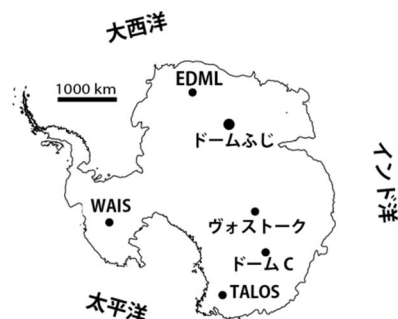 大西洋
EDML
1000 km
ドームふじ
インド洋
WAIS
ヴォストーク
ドーム C
TALOS
太平洋